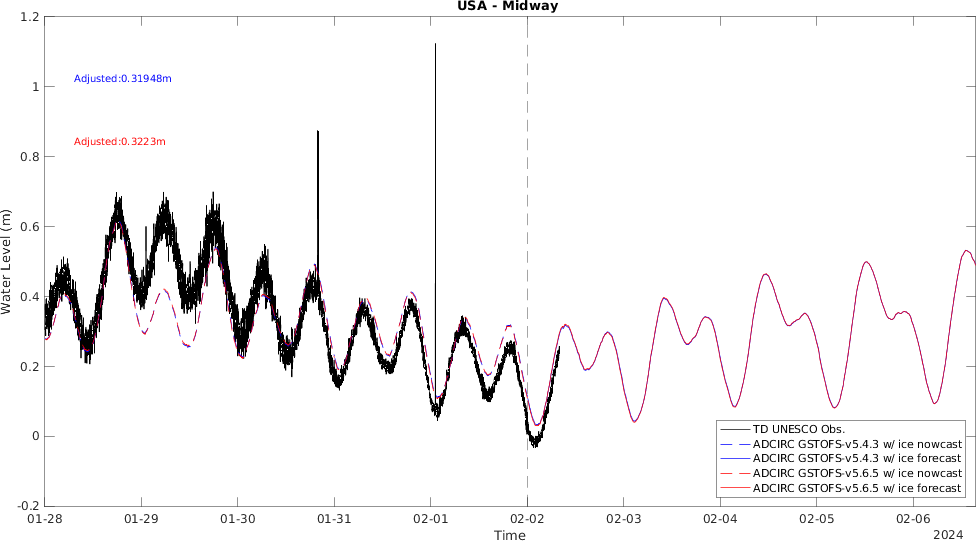 USA - Midway
1.2
1
0.8
0.6
0.4
0.2
0
-0.2
Water Level (m)
Adjusted:0.31948m
Adjusted:0.3223m
TD UNESCO Obs.
ADCIRC GSTOFS-v5.4.3 w/ ice nowcast
ADCIRC GSTOFS-v5.4.3 w/ ice forecast
ADCIRC GSTOFS-v5.6.5 w/ ice nowcast
ADCIRC GSTOFS-v5.6.5 w/ ice forecast
01-28 01-29 01-30 01-31 02-01 02-02 02-03 02-04 02-05 02-06
Time
2024